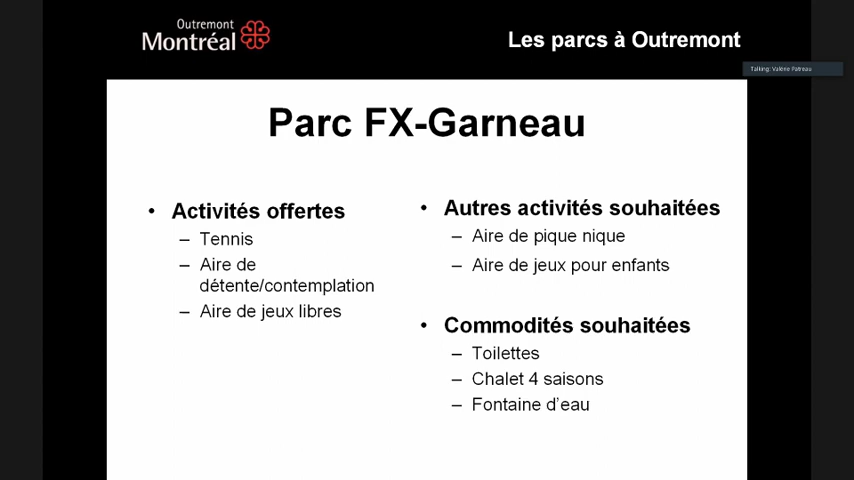 Outremont
Montréal
Les parcs à Outremont
Talking: Valérie Patreau
Parc FX-Garneau
• Activités offertes
– Tennis
– Aire de
détente/contemplation
– Aire de jeux libres
• Autres activités souhaitées
– Aire de pique nique
– Aire de jeux pour enfants
• Commodités souhaitées
– Toilettes
– Chalet 4 saisons
– Fontaine d’eau